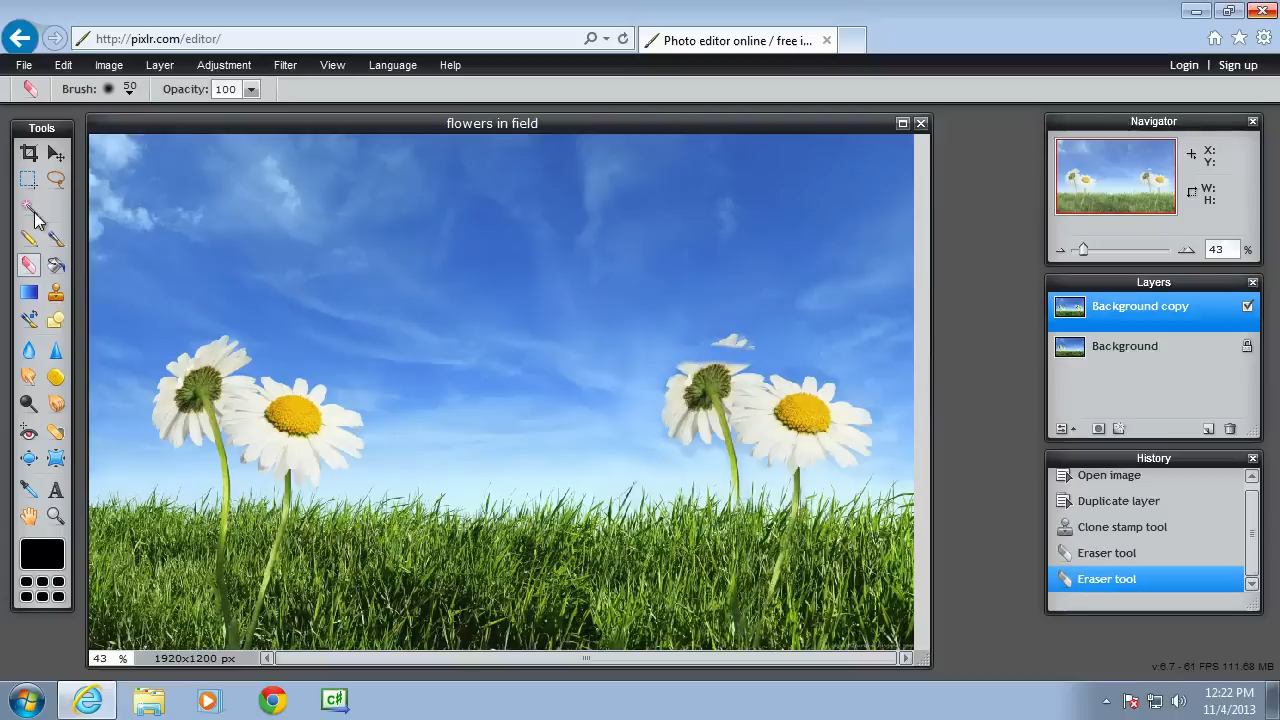 http://pixlr.com/editor/
Photo editor online / free i...
File Edit Image Layer Adjustment Filter View Language Help
Login | Sign up
Brush: 50 Opacity: 100
Tools
flowers in field
Navigator
X:
Y:
W:
H:
43 %
Layers
Background copy
Background
History
Open image
Duplicate layer
Clone stamp tool
Eraser tool
Eraser tool
43 % 1920x1200 px
v:6.7 - 61 FPS 111.68 MB
C#
12:22 PM
11/4/2013